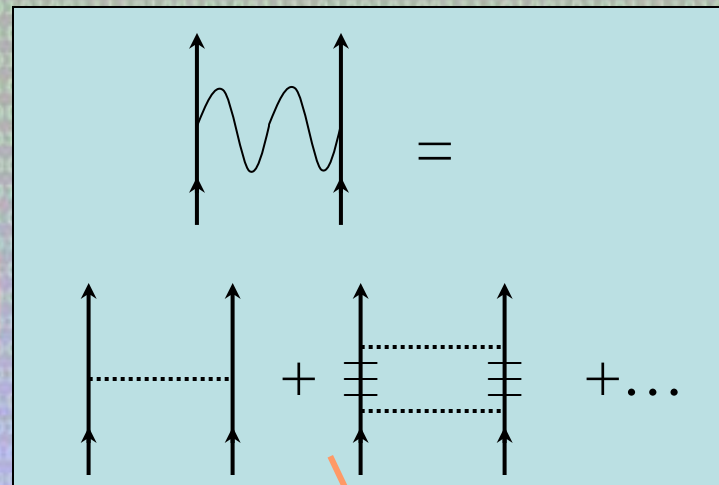 =
+ +...